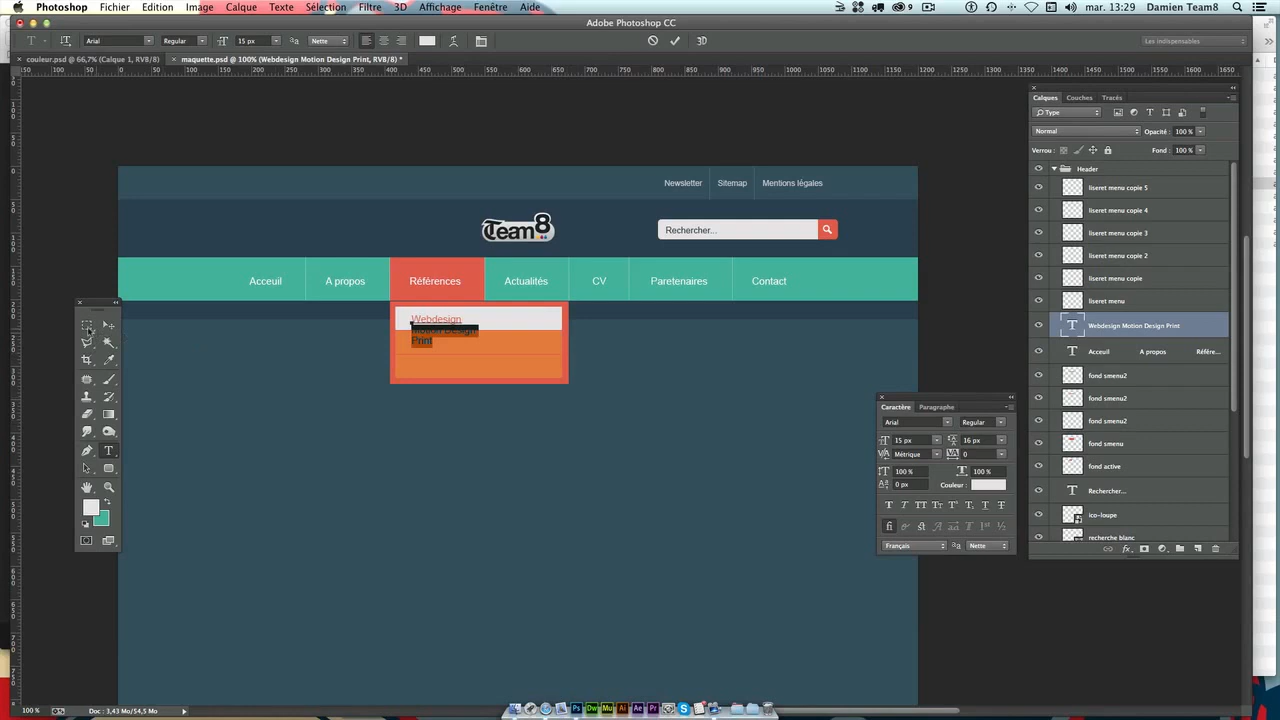 Photoshop Fichier Edition Image Calque Texte Sélection Filtre 3D Affichage Fenêtre Aide 9 mar. 13:29 Damien Team8
Adobe Photoshop CC
T Arial Regular 15 px Nette 3D Les indispensables
couleur.psd @ 66,7% (Calque 1, RVB/8) maquette.psd @ 100% (Webdesign Motion Design Print, RVB/8) *
Newsletter Sitemap Mentions légales
Team8
Rechercher...
Acceuil A propos Références Actualités CV Paretenaires Contact
Webdesign
Motion Design
Print
Calques Couches Tracés
Type
Normal Opacité : 100 %
Verrou : Fond : 100 %
Header
liseret menu copie 5
liseret menu copie 4
liseret menu copie 3
liseret menu copie 2
liseret menu copie
liseret menu
Webdesign Motion Design Print
Acceuil A propos Référe...
fond smenu2
fond smenu2
fond smenu2
fond smenu
fond active
Rechercher...
ico-loupe
recherche blanc
Caractère Paragraphe
Arial Regular
15 px 16 px
Métrique 0
100 % 100 %
0 px Couleur :
Français Nette
100 % Doc : 3,43 Mo/54,5 Mo